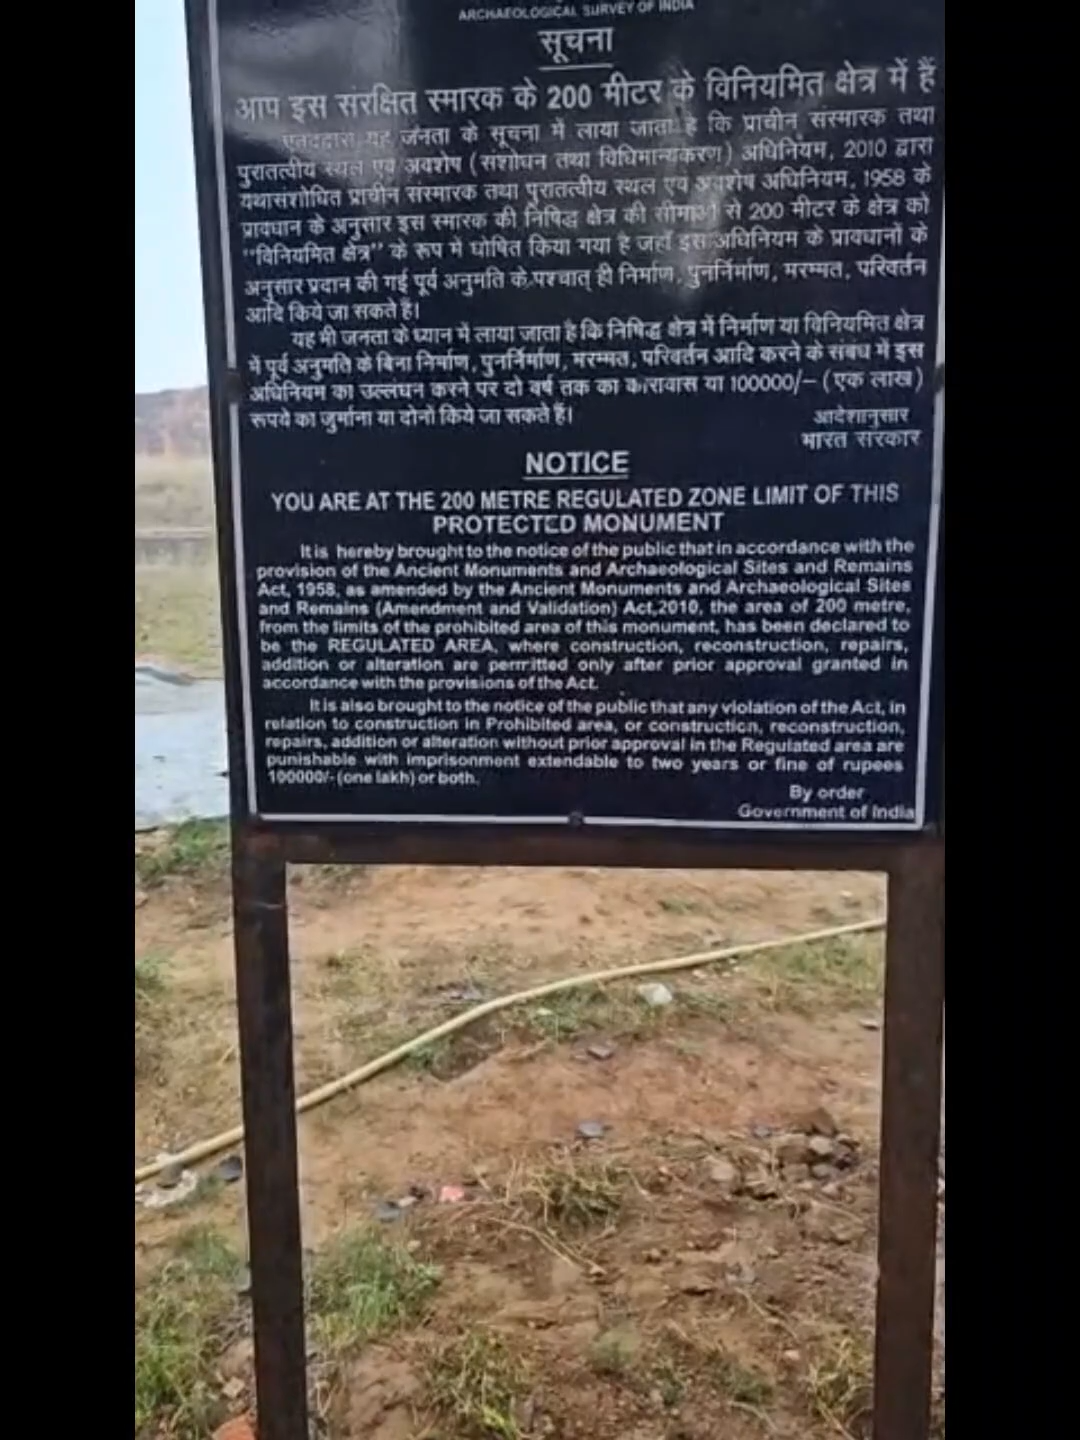 ARCHAEOLOGICAL SURVEY OF INDIA
सूचना
आप इस संरक्षित स्मारक के 200 मीटर के विनियमित क्षेत्र में हैं
एतद्द्वारा यह जनता के सूचना में लाया जाता है कि प्राचीन संस्मारक तथा
पुरातत्वीय स्थल एवं अवशेष (संशोधन तथा विधिमान्यकरण) अधिनियम, 2010 द्वारा
यथासंशोधित प्राचीन संस्मारक तथा पुरातत्वीय स्थल एवं अवशेष अधिनियम, 1958 के
प्रावधान के अनुसार इस स्मारक की निषिद्ध क्षेत्र की सीमाओं से 200 मीटर के क्षेत्र को
"विनियमित क्षेत्र" के रूप में घोषित किया गया है जहाँ इस अधिनियम के प्रावधानों के
अनुसार प्रदान की गई पूर्व अनुमति के पश्चात् ही निर्माण, पुनर्निर्माण, मरम्मत, परिवर्तन
आदि किये जा सकते हैं।
यह भी जनता के ध्यान में लाया जाता है कि निषिद्ध क्षेत्र में निर्माण या विनियमित क्षेत्र
में पूर्व अनुमति के बिना निर्माण, पुनर्निर्माण, मरम्मत, परिवर्तन आदि करने के संबंध में इस
अधिनियम का उल्लंघन करने पर दो वर्ष तक का कारावास या 100000/- (एक लाख)
रूपये का जुर्माना या दोनों किये जा सकते हैं।
आदेशानुसार
भारत सरकार
NOTICE
YOU ARE AT THE 200 METRE REGULATED ZONE LIMIT OF THIS
PROTECTED MONUMENT
It is hereby brought to the notice of the public that in accordance with the
provision of the Ancient Monuments and Archaeological Sites and Remains
Act, 1958, as amended by the Ancient Monuments and Archaeological Sites
and Remains (Amendment and Validation) Act,2010, the area of 200 metre,
from the limits of the prohibited area of this monument, has been declared to
be the REGULATED AREA, where construction, reconstruction, repairs,
addition or alteration are permitted only after prior approval granted in
accordance with the provisions of the Act.
It is also brought to the notice of the public that any violation of the Act, in
relation to construction in Prohibited area, or construction, reconstruction,
repairs, addition or alteration without prior approval in the Regulated area are
punishable with imprisonment extendable to two years or fine of rupees
100000/- (one lakh) or both.
By order
Government of India